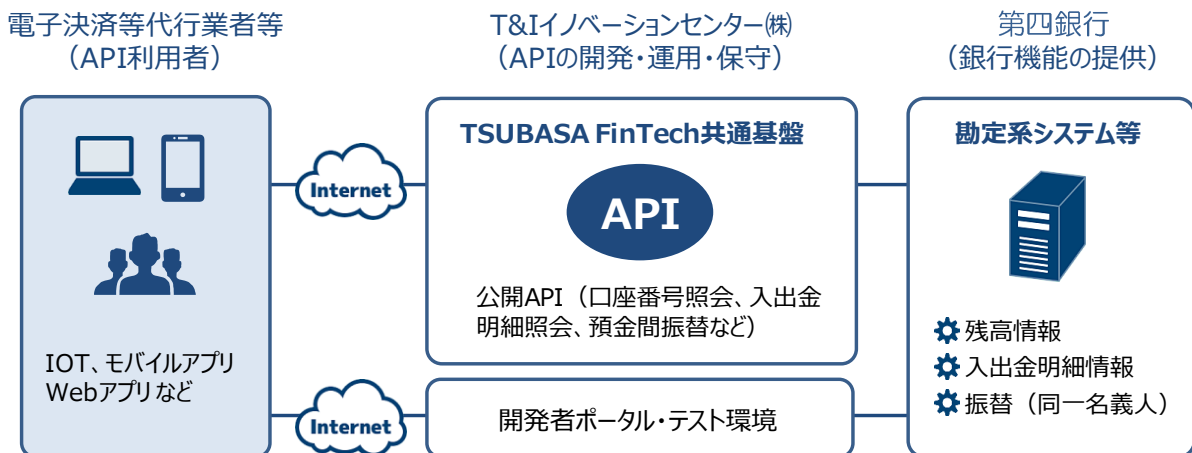 電子決済等代行業者等
（API利用者）
IOT、モバイルアプリ
Webアプリなど
Internet
Internet
T&Iイノベーションセンター㈱
（APIの開発・運用・保守）
TSUBASA FinTech共通基盤
API
公開API（口座番号照会、入出金
明細照会、預金間振替など）
開発者ポータル・テスト環境
第四銀行
（銀行機能の提供）
勘定系システム等
残高情報
入出金明細情報
振替（同一名義人）